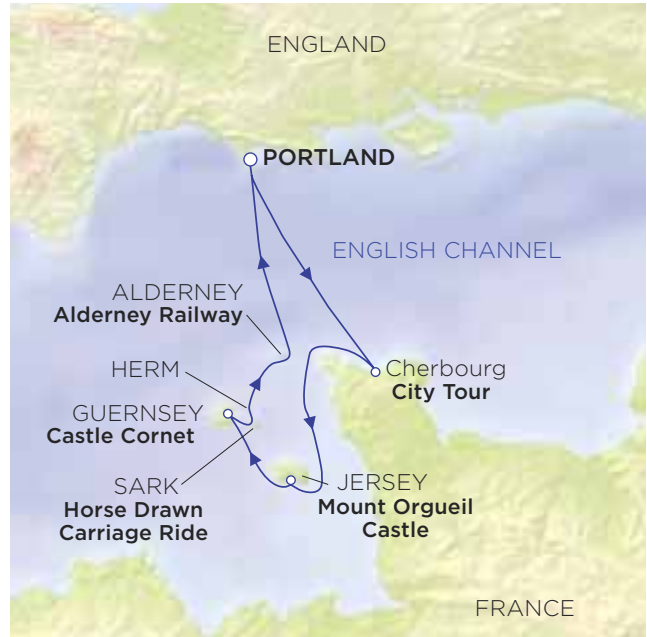 ENGLAND
PORTLAND
ENGLISH CHANNEL
ALDERNEY
Alderney Railway
HERM
Cherbourg
City Tour
GUERNSEY
Castle Cornet
SARK
Horse Drawn
Carriage Ride
JERSEY
Mount Orgueil
Castle
FRANCE